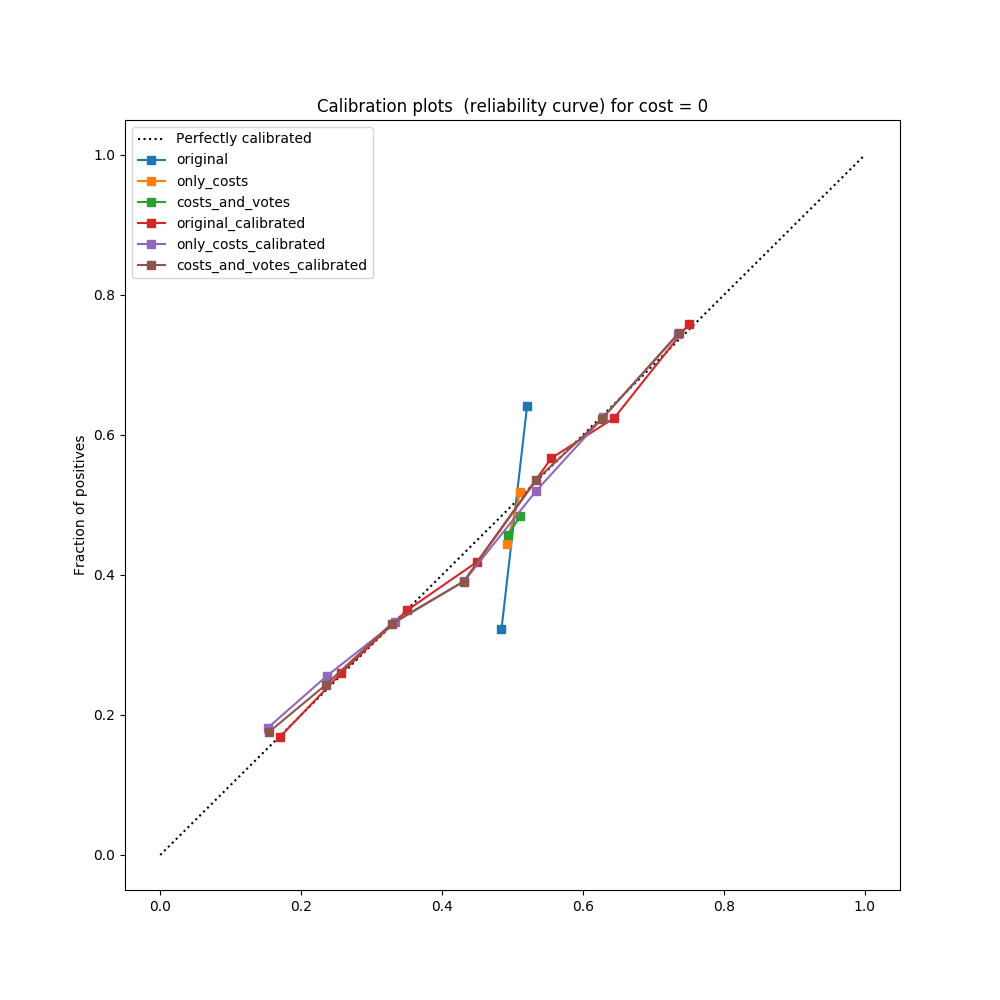 Calibration plots  (reliability curve) for cost = 0
Perfectly calibrated
original
only_costs
costs_and_votes
original_calibrated
only_costs_calibrated
costs_and_votes_calibrated
Fraction of positives
1.0
0.8
0.6
0.4
0.2
0.0
0.0 0.2 0.4 0.6 0.8 1.0